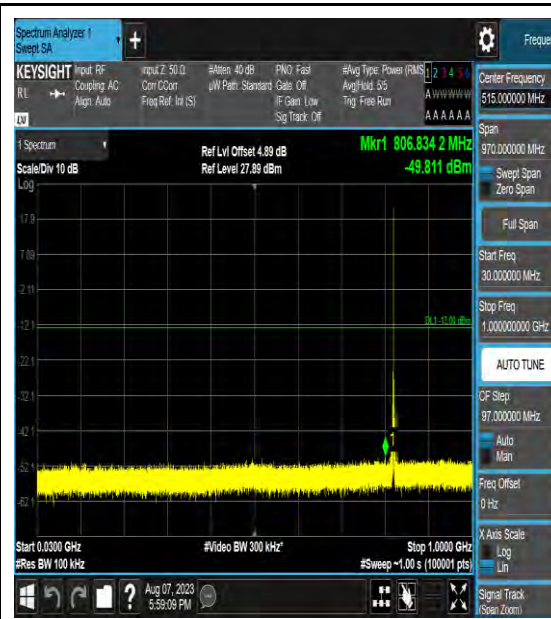 Spectrum Analyzer 1
Swept SA
+
Freque
KEYSIGHT Input: RF Input Z: 50 Ω #Atten: 40 dB PNO: Fast #Avg Type: Power (RMS 1 2 3 4 5 6
RL Coupling: AC Corr CCorr µW Path: Standard Gate: Off Avg|Hold: 5/5 A W W W W W
Align: Auto Freq Ref: Int (S) IF Gain: Low Trig: Free Run
Sig Track: Off A A A A A A
Center Frequency
515.000000 MHz
Span
970.000000 MHz
Swept Span
Zero Span
Full Span
Start Freq
30.000000 MHz
Stop Freq
1.000000000 GHz
AUTO TUNE
CF Step
97.000000 MHz
Auto
Man
Freq Offset
0 Hz
X Axis Scale
Log
Lin
Signal Track
(Span Zoom)
1 Spectrum
Ref Lvl Offset 4.89 dB
Mkr1 806.834 2 MHz
Scale/Div 10 dB
Ref Level 27.89 dBm
-49.811 dBm
Log
17.9
7.89
-2.11
-12.1
DL1 -13.00 dBm
-22.1
-32.1
-42.1
1
-52.1
-62.1
Start 0.0300 GHz #Video BW 300 kHz* Stop 1.0000 GHz
#Res BW 100 kHz #Sweep ~1.00 s (100001 pts)
? Aug 07, 2023
5:59:09 PM